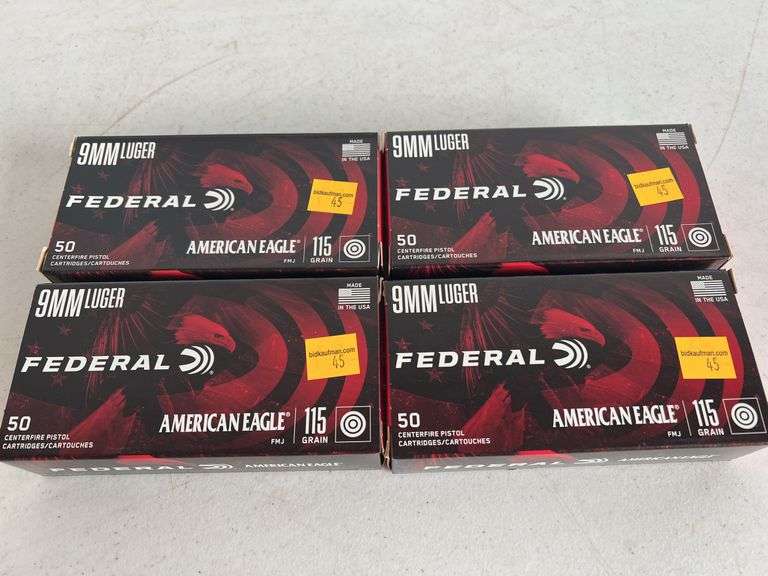 9MM LUGER
MADE
IN THE USA
FEDERAL®
bidkaufman.com
45
50
CENTERFIRE PISTOL
CARTRIDGES/CARTOUCHES
AMERICAN EAGLE®
FMJ
115
GRAIN
9MM LUGER
MADE
IN THE USA
FEDERAL®
bidkaufman.com
45
50
CENTERFIRE PISTOL
CARTRIDGES/CARTOUCHES
AMERICAN EAGLE®
FMJ
115
GRAIN
9MM LUGER
MADE
IN THE USA
FEDERAL®
bidkaufman.com
45
50
CENTERFIRE PISTOL
CARTRIDGES/CARTOUCHES
AMERICAN EAGLE®
FMJ
115
GRAIN
FEDERAL AMERICAN EAGLE
9MM LUGER
MADE
IN THE USA
FEDERAL®
bidkaufman.com
45
50
CENTERFIRE PISTOL
CARTRIDGES/CARTOUCHES
AMERICAN EAGLE®
FMJ
115
GRAIN
FEDERAL